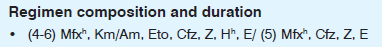 Regimen composition and duration
• (4-6) Mfxʰ, Km/Am, Eto, Cfz, Z, Hʰ, E/ (5) Mfxʰ, Cfz, Z, E